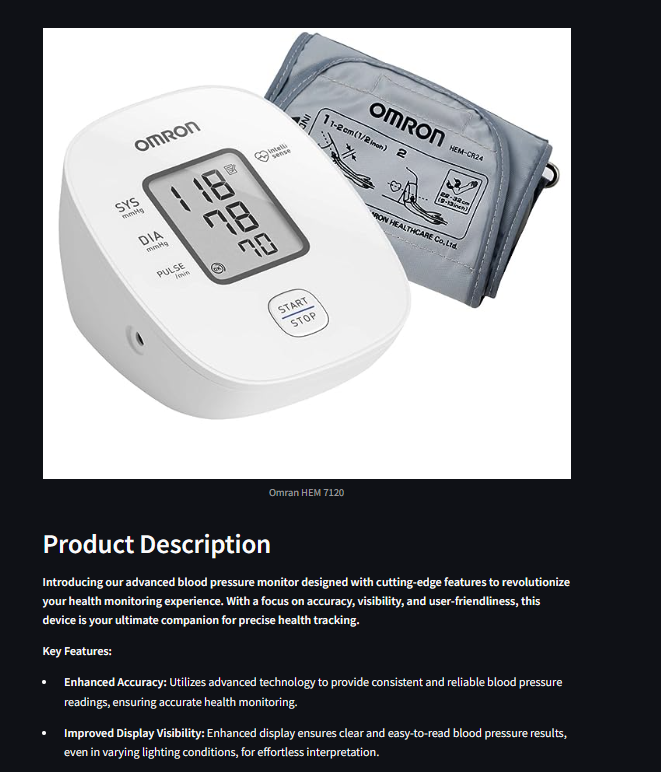 OMRON
intelli
sense
118
78
70
SYS
mmHg
DIA
mmHg
PULSE
/min
OK
START
STOP
OMRON
HEM-CR24
1 1-2cm(1/2inch)
2
22-32cm
(9-13inch)
OMRON HEALTHCARE Co.,Ltd.
Omran HEM 7120
Product Description
Introducing our advanced blood pressure monitor designed with cutting-edge features to revolutionize
your health monitoring experience. With a focus on accuracy, visibility, and user-friendliness, this
device is your ultimate companion for precise health tracking.
Key Features:
• Enhanced Accuracy: Utilizes advanced technology to provide consistent and reliable blood pressure
readings, ensuring accurate health monitoring.
• Improved Display Visibility: Enhanced display ensures clear and easy-to-read blood pressure results,
even in varying lighting conditions, for effortless interpretation.